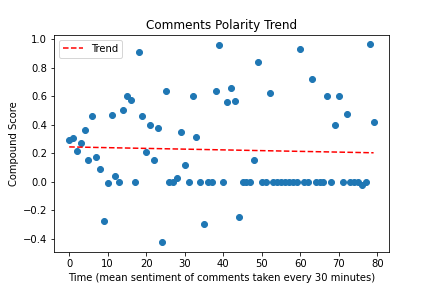 Comments Polarity Trend
Trend
1.0
0.8
0.6
0.4
0.2
0.0
−0.2
−0.4
Compound Score
0 10 20 30 40 50 60 70 80
Time (mean sentiment of comments taken every 30 minutes)